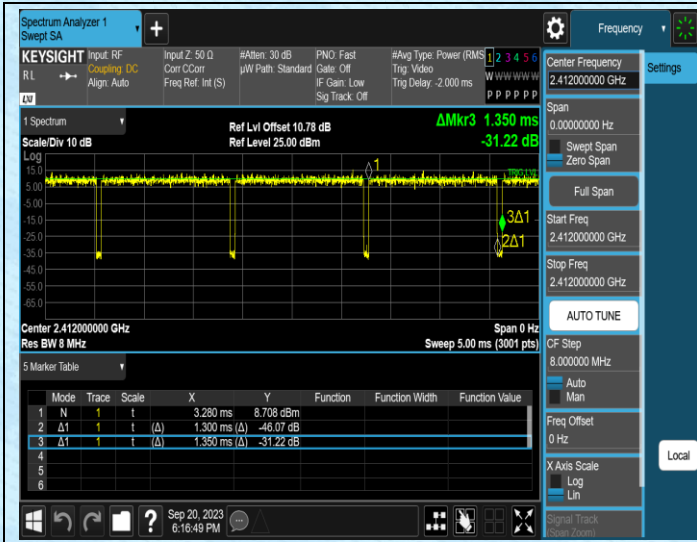 Spectrum Analyzer 1
Swept SA
Frequency
KEYSIGHT Input: RF Input Z: 50 Ω #Atten: 30 dB PNO: Fast #Avg Type: Power (RMS 1 2 3 4 5 6
RL Coupling: DC Corr CCorr µW Path: Standard Gate: Off Trig: Video W W W W W W
Align: Auto Freq Ref: Int (S) IF Gain: Low Trig Delay: -2.000 ms
Sig Track: Off P P P P P P
LXI
1 Spectrum
Scale/Div 10 dB
Ref Lvl Offset 10.78 dB
Ref Level 25.00 dBm
ΔMkr3 1.350 ms
-31.22 dB
Log
15.0
5.00
-5.00
-15.0
-25.0
-35.0
-45.0
-55.0
-65.0
1
TRIG LVL
3Δ1
2Δ1
Center 2.412000000 GHz Span 0 Hz
Res BW 8 MHz Sweep 5.00 ms (3001 pts)
5 Marker Table
Mode Trace Scale X Y Function Function Width Function Value
1 N 1 t 3.280 ms 8.708 dBm
2 Δ1 1 t (Δ) 1.300 ms (Δ) -46.07 dB
3 Δ1 1 t (Δ) 1.350 ms (Δ) -31.22 dB
4
5
6
Sep 20, 2023
6:16:49 PM
Center Frequency
2.412000000 GHz
Span
0.00000000 Hz
Swept Span
Zero Span
Full Span
Start Freq
2.412000000 GHz
Stop Freq
2.412000000 GHz
AUTO TUNE
CF Step
8.000000 MHz
Auto
Man
Freq Offset
0 Hz
X Axis Scale
Log
Lin
Signal Track
(Span Zoom)
Settings
Local